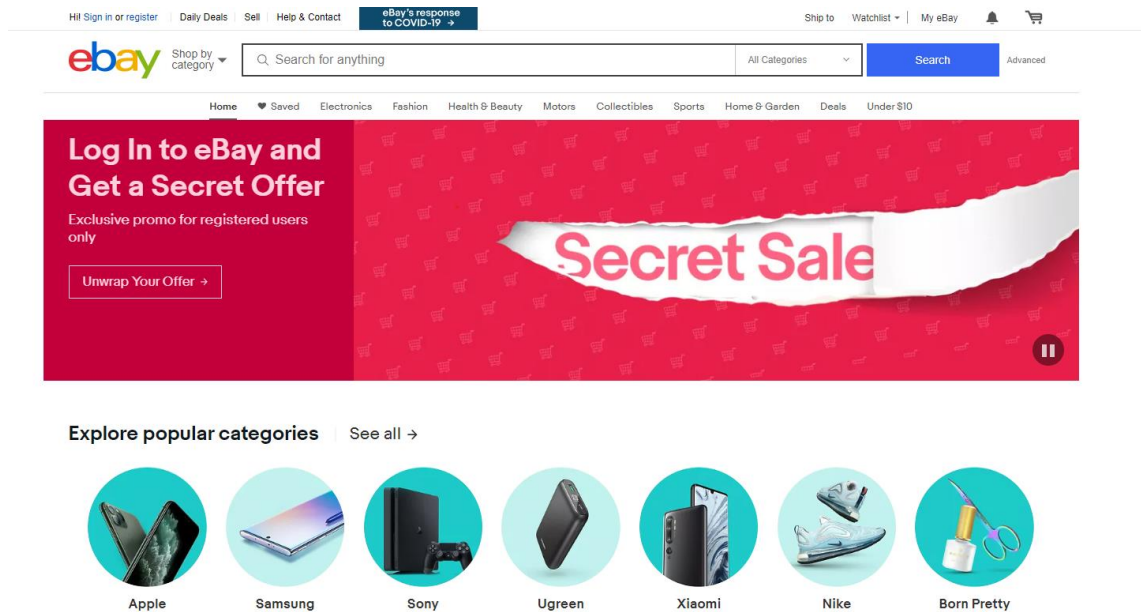 Hi! Sign in or register Daily Deals Sell Help & Contact eBay's response to COVID-19 → Ship to Watchlist My eBay
ebay Shop by category Search for anything All Categories Search Advanced
Home Saved Electronics Fashion Health & Beauty Motors Collectibles Sports Home & Garden Deals Under $10
Log In to eBay and
Get a Secret Offer
Exclusive promo for registered users
only
Unwrap Your Offer →
Secret Sale
Explore popular categories See all →
Apple Samsung Sony Ugreen Xiaomi Nike Born Pretty